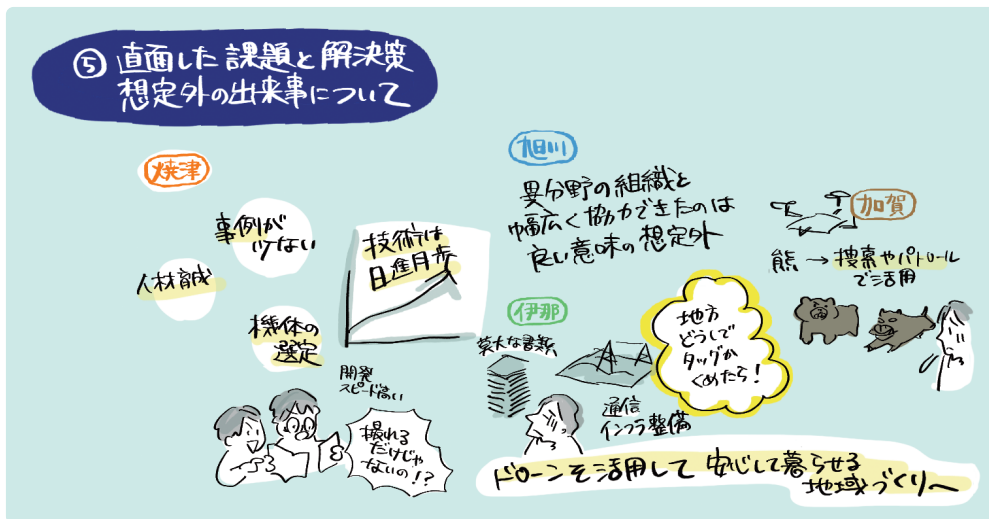 ⑤ 直面した課題と解決策
想定外の出来事について
焼津
事例が
少ない
人材育成
機体の
選定
技術は
日進月歩
開発
スピード高い
撮れる
だけじゃ
ないの!?
旭川
異分野の組織と
幅広く協力できたのは
良い意味の想定外
伊那
莫大な書類
通信
インフラ整備
地方
どうしで
タッグが
くめたら!
加賀
熊→捜索やパトロール
で活用
ドローンを活用して安心して暮らせる
地域づくりへ